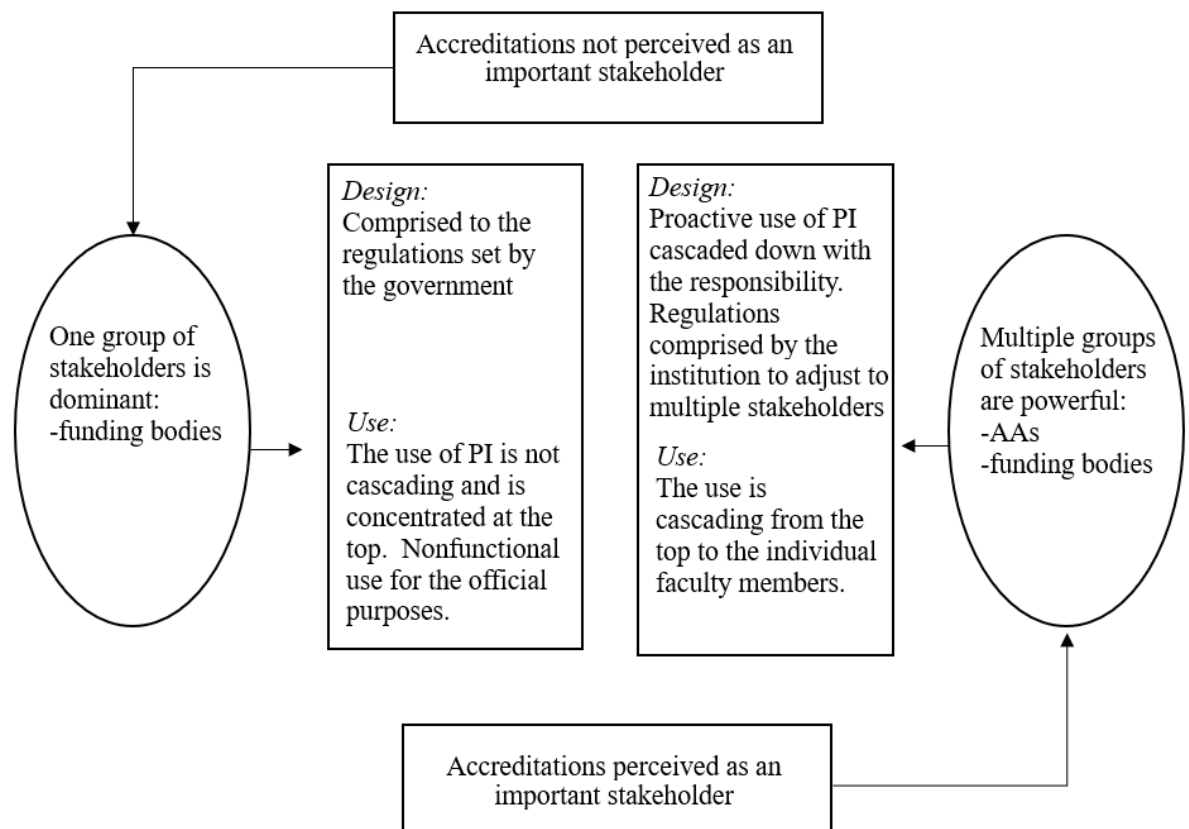 Accreditations not perceived as an
important stakeholder
One group of
stakeholders is
dominant:
-funding bodies
Design:
Comprised to the
regulations set by
the government
Use:
The use of PI is not
cascading and is
concentrated at the
top.  Nonfunctional
use for the official
purposes.
Design:
Proactive use of PI
cascaded down with
the responsibility.
Regulations
comprised by the
institution to adjust to
multiple stakeholders
Use:
The use is
cascading from the
top to the individual
faculty members.
Multiple groups
of stakeholders
are powerful:
-AAs
-funding bodies
Accreditations perceived as an
important stakeholder